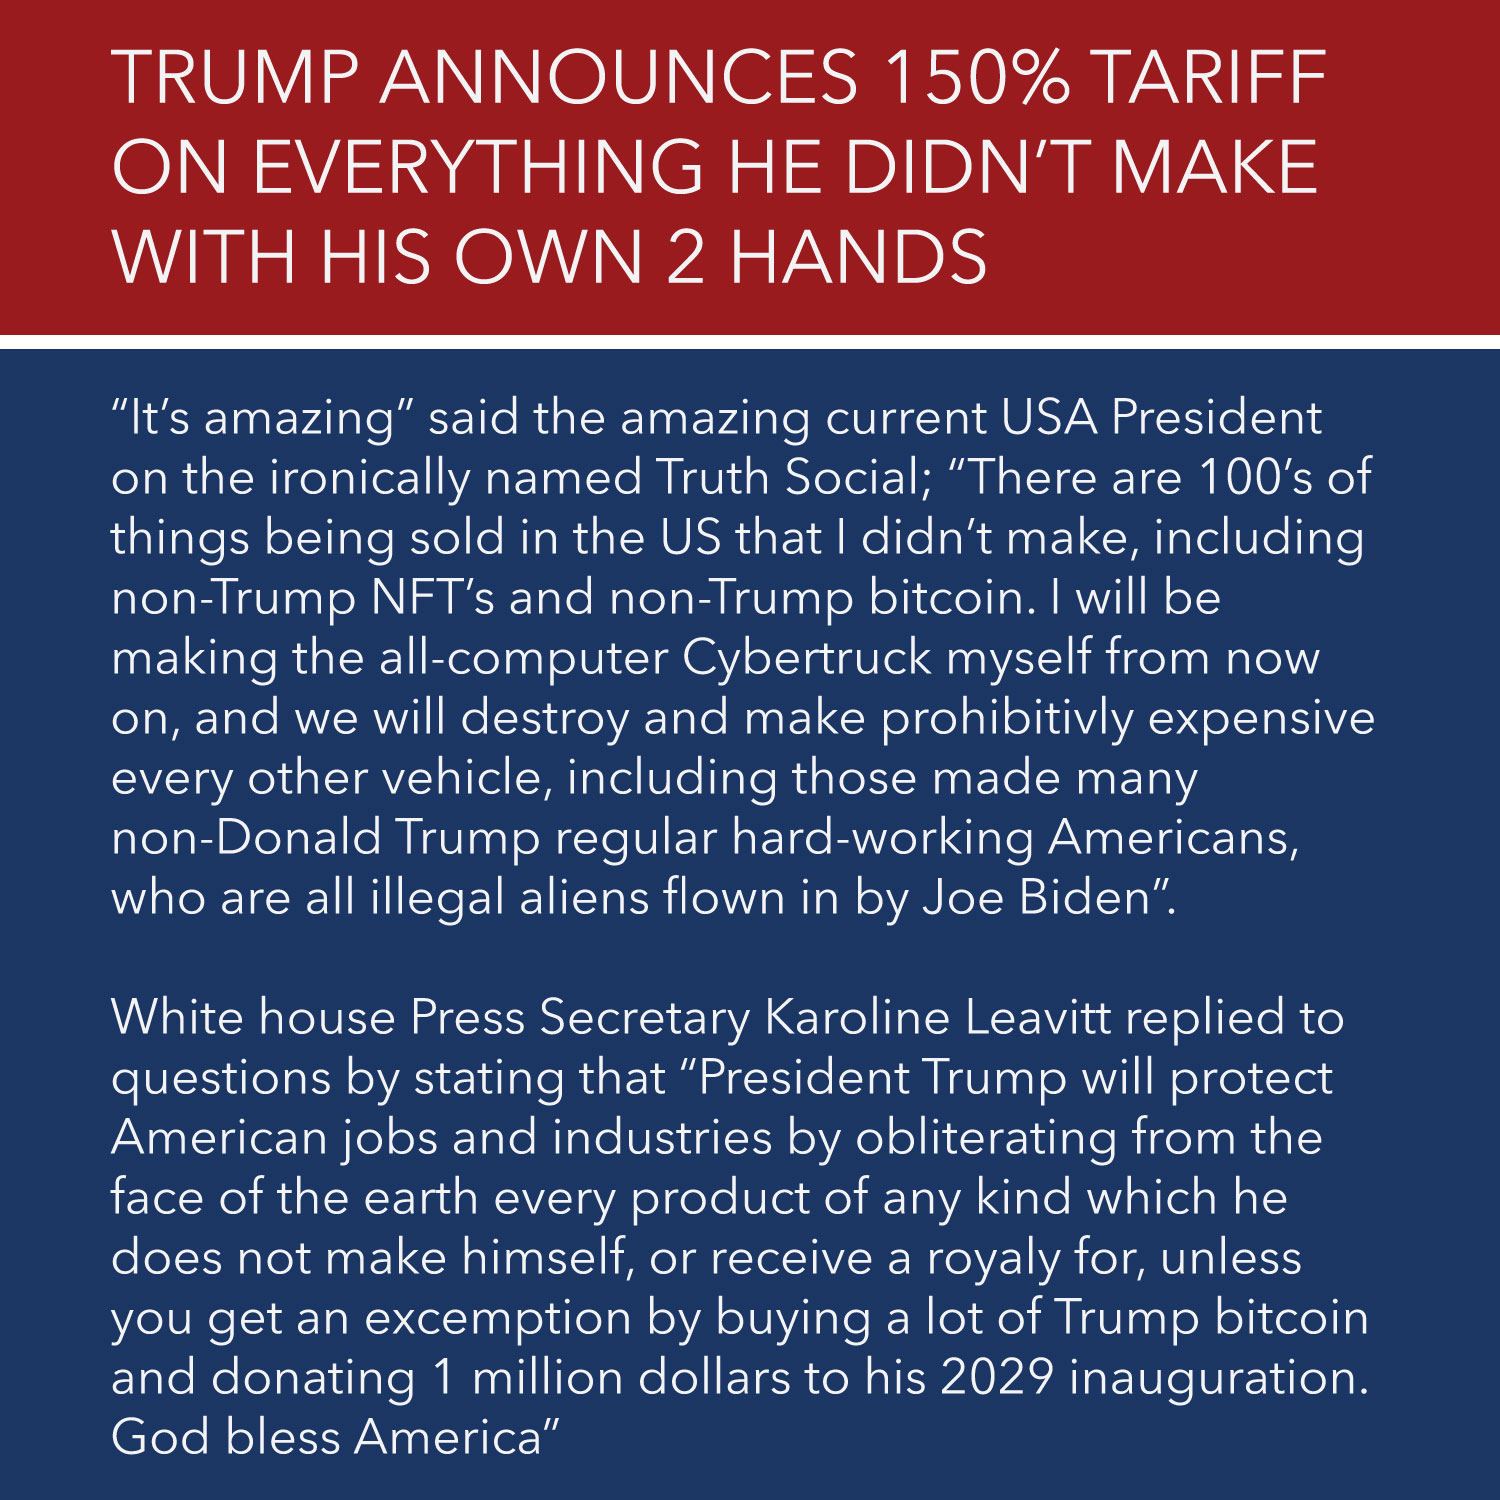 TRUMP ANNOUNCES 150% TARIFF
ON EVERYTHING HE DIDN’T MAKE
WITH HIS OWN 2 HANDS
“It’s amazing” said the amazing current USA President
on the ironically named Truth Social; “There are 100’s of
things being sold in the US that I didn’t make, including
non-Trump NFT’s and non-Trump bitcoin. I will be
making the all-computer Cybertruck myself from now
on, and we will destroy and make prohibitivly expensive
every other vehicle, including those made many
non-Donald Trump regular hard-working Americans,
who are all illegal aliens flown in by Joe Biden”.
White house Press Secretary Karoline Leavitt replied to
questions by stating that “President Trump will protect
American jobs and industries by obliterating from the
face of the earth every product of any kind which he
does not make himself, or receive a royaly for, unless
you get an excemption by buying a lot of Trump bitcoin
and donating 1 million dollars to his 2029 inauguration.
God bless America”